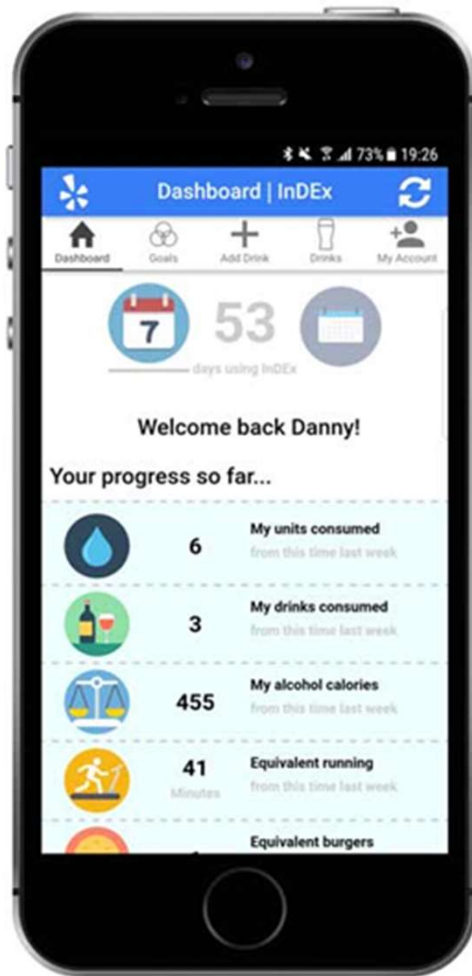 73% 19:26
Dashboard | InDEx
Dashboard Goals Add Drink Drinks My Account
7 53
days using InDEx
Welcome back Danny!
Your progress so far...
6 My units consumed
from this time last week
3 My drinks consumed
from this time last week
455 My alcohol calories
from this time last week
41 Equivalent running
Minutes from this time last week
Equivalent burgers